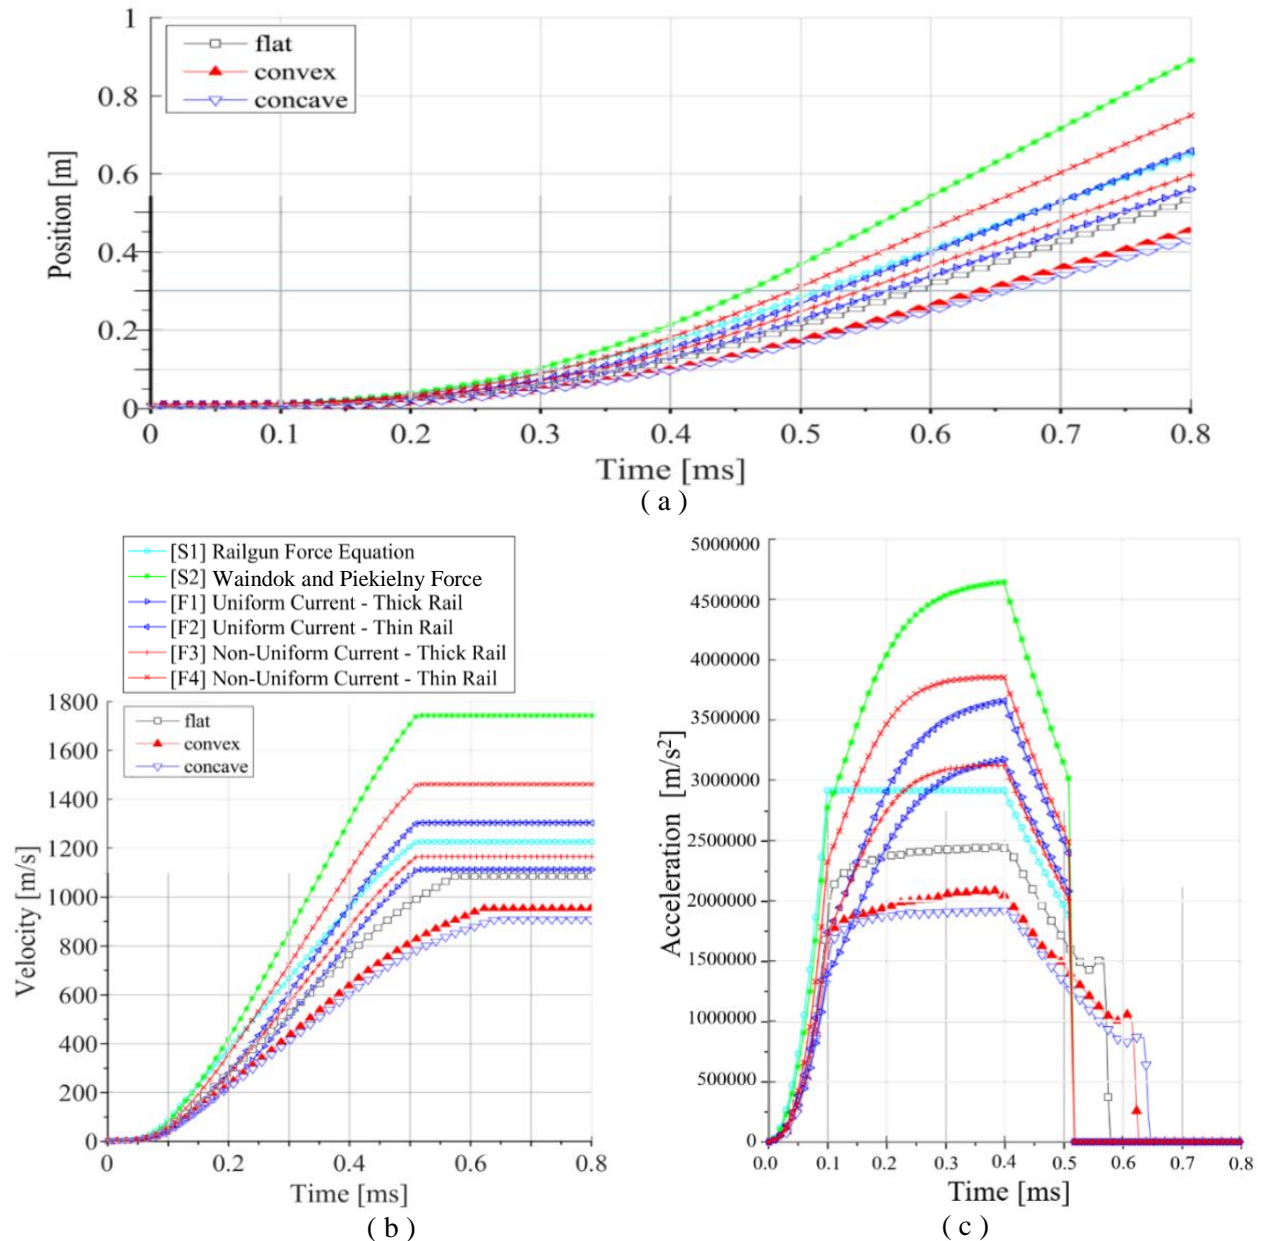 1
0.8
0.6
0.4
0.2
0
Position [m]
flat
convex
concave
0 0.1 0.2 0.3 0.4 0.5 0.6 0.7 0.8
Time [ms]
( a )
[S1] Railgun Force Equation
[S2] Waindok and Piekielny Force
[F1] Uniform Current - Thick Rail
[F2] Uniform Current - Thin Rail
[F3] Non-Uniform Current - Thick Rail
[F4] Non-Uniform Current - Thin Rail
flat
convex
concave
1800
1600
1400
1200
1000
800
600
400
200
0
Velocity [m/s]
0 0.2 0.4 0.6 0.8
Time [ms]
( b )
5000000
4500000
4000000
3500000
3000000
2500000
2000000
1500000
1000000
500000
0
Acceleration [m/s²]
0.0 0.1 0.2 0.3 0.4 0.5 0.6 0.7 0.8
Time [ms]
( c )